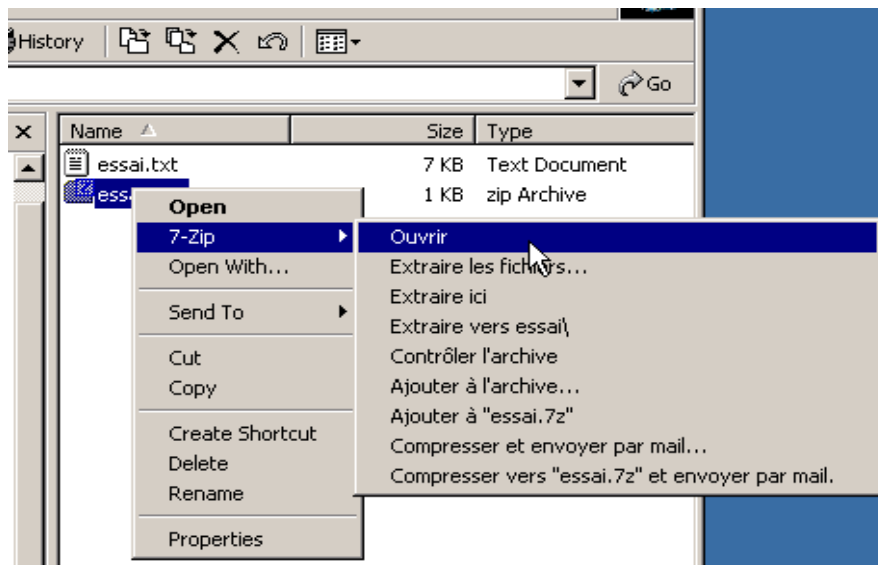 History
Go
Name Size Type
essai.txt 7 KB Text Document
ess 1 KB zip Archive
Open
7-Zip
Open With...
Send To
Cut
Copy
Create Shortcut
Delete
Rename
Properties
Ouvrir
Extraire les fichiers...
Extraire ici
Extraire vers essai\
Contrôler l'archive
Ajouter à l'archive...
Ajouter à "essai.7z"
Compresser et envoyer par mail...
Compresser vers "essai.7z" et envoyer par mail.